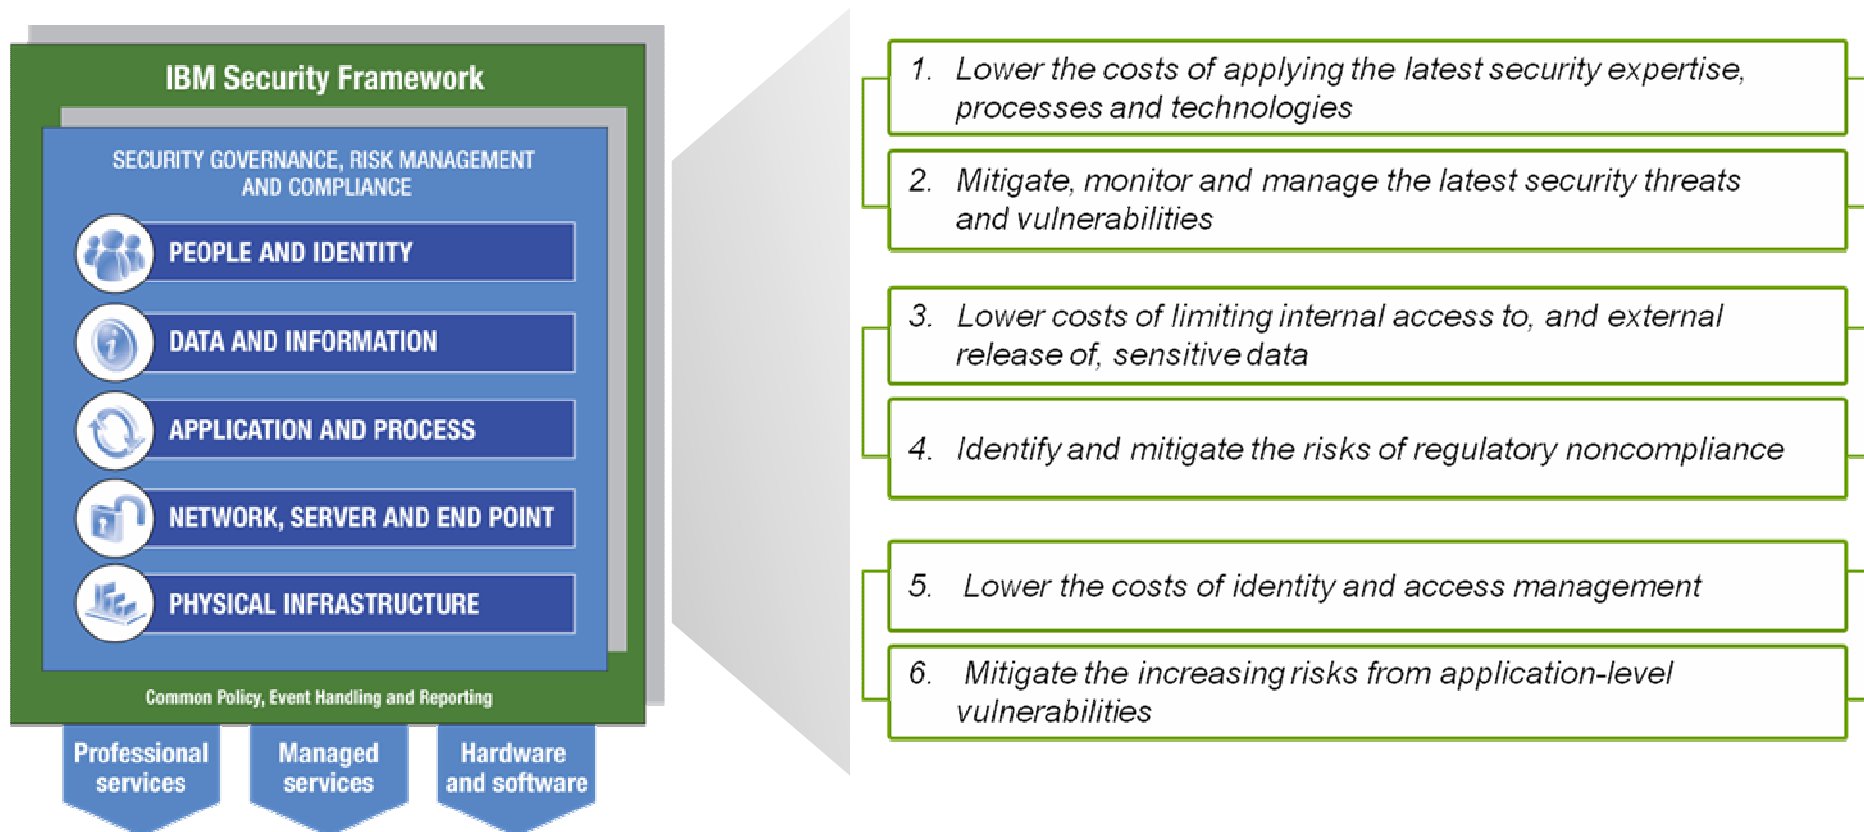 IBM Security Framework
SECURITY GOVERNANCE, RISK MANAGEMENT
AND COMPLIANCE
PEOPLE AND IDENTITY
DATA AND INFORMATION
APPLICATION AND PROCESS
NETWORK, SERVER AND END POINT
PHYSICAL INFRASTRUCTURE
Common Policy, Event Handling and Reporting
Professional
services
Managed
services
Hardware
and software
1. Lower the costs of applying the latest security expertise,
processes and technologies
2. Mitigate, monitor and manage the latest security threats
and vulnerabilities
3. Lower costs of limiting internal access to, and external
release of, sensitive data
4. Identify and mitigate the risks of regulatory noncompliance
5. Lower the costs of identity and access management
6. Mitigate the increasing risks from application-level
vulnerabilities